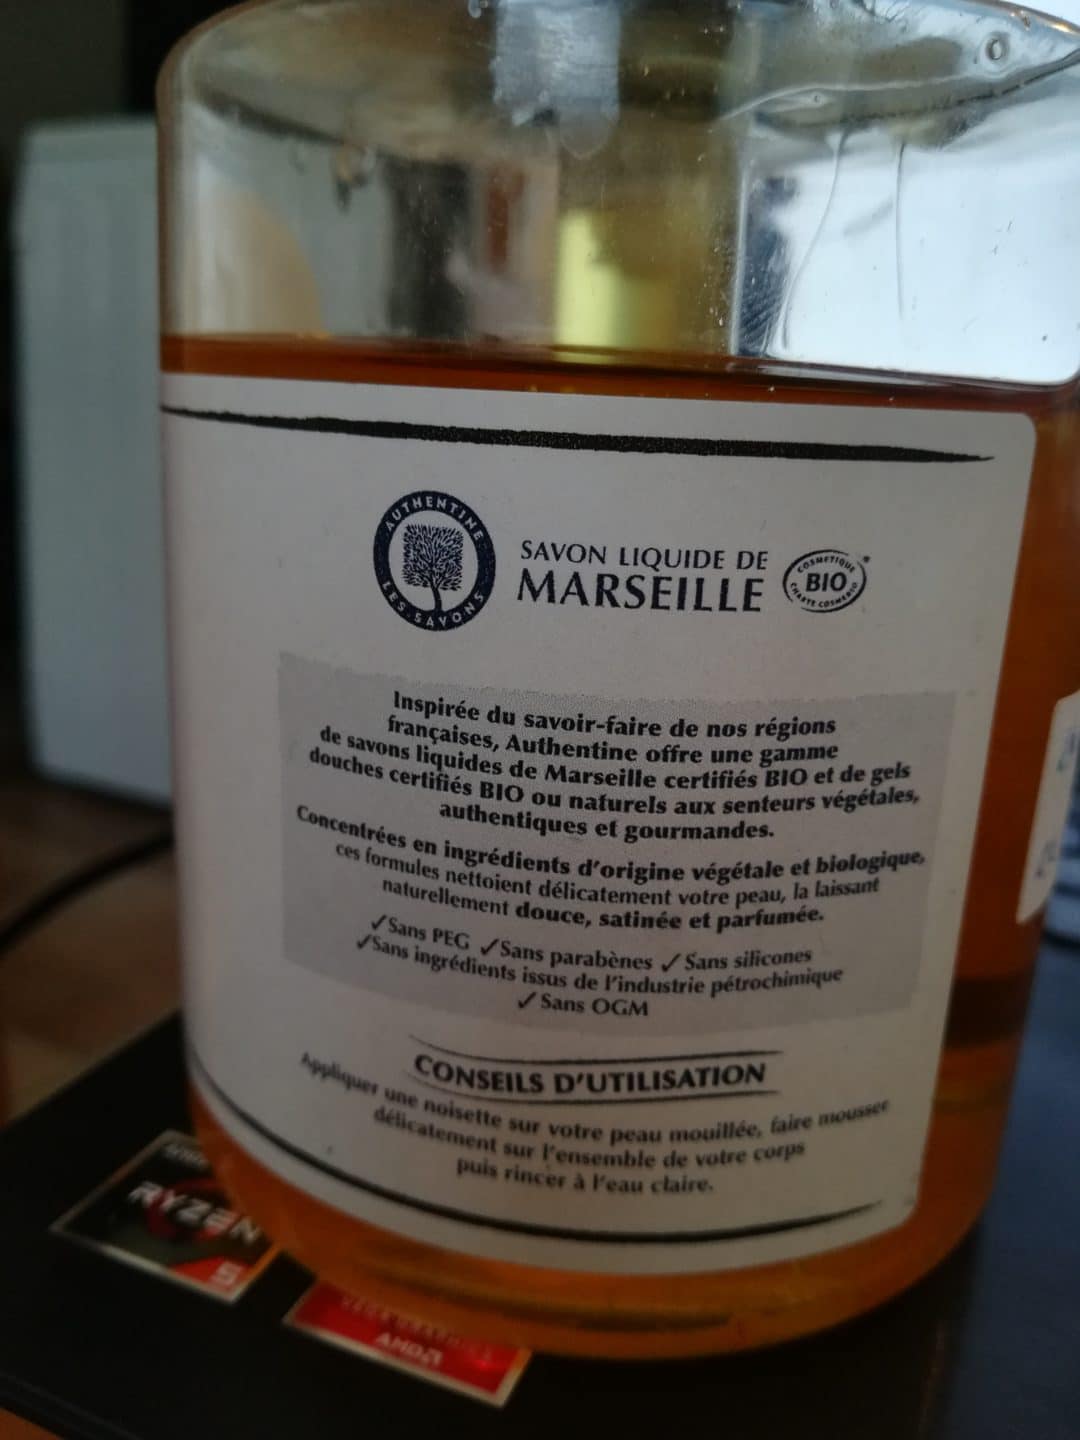 AUTHENTINE
LES SAVONS
SAVON LIQUIDE DE
MARSEILLE
COSMETIQUE
BIO
CHARTE COSMEBIO
Inspirée du savoir-faire de nos régions
françaises, Authentine offre une gamme
de savons liquides de Marseille certifiés BIO et de gels
douches certifiés BIO ou naturels aux senteurs végétales,
authentiques et gourmandes.
Concentrées en ingrédients d'origine végétale et biologique,
ces formules nettoient délicatement votre peau, la laissant
naturellement douce, satinée et parfumée.
✓Sans PEG ✓Sans parabènes ✓Sans silicones
✓Sans ingrédients issus de l'industrie pétrochimique
✓Sans OGM
CONSEILS D'UTILISATION
Appliquer une noisette sur votre peau mouillée, faire mousser
délicatement sur l'ensemble de votre corps
puis rincer à l'eau claire.
RYZEN
5
AMD